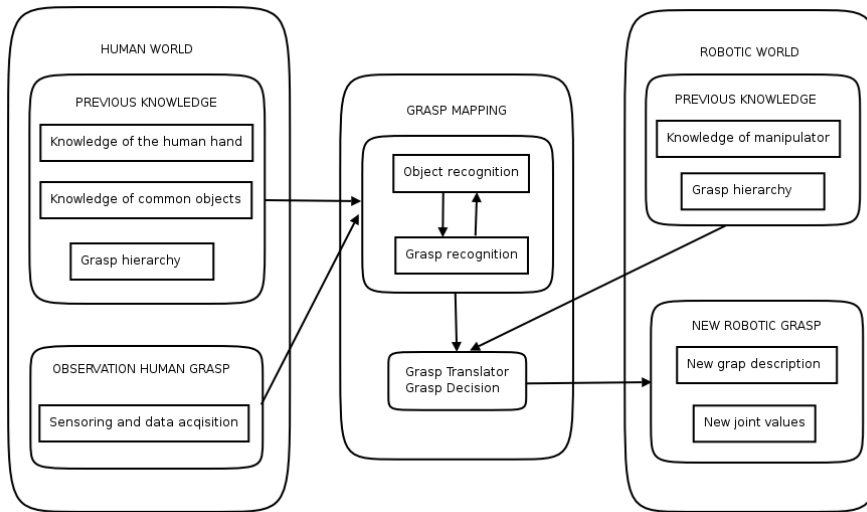 HUMAN WORLD
PREVIOUS KNOWLEDGE
Knowledge of the human hand
Knowledge of common objects
Grasp hierarchy
OBSERVATION HUMAN GRASP
Sensoring and data acqisition
GRASP MAPPING
Object recognition
Grasp recognition
Grasp Translator
Grasp Decision
ROBOTIC WORLD
PREVIOUS KNOWLEDGE
Knowledge of manipulator
Grasp hierarchy
NEW ROBOTIC GRASP
New grap description
New joint values